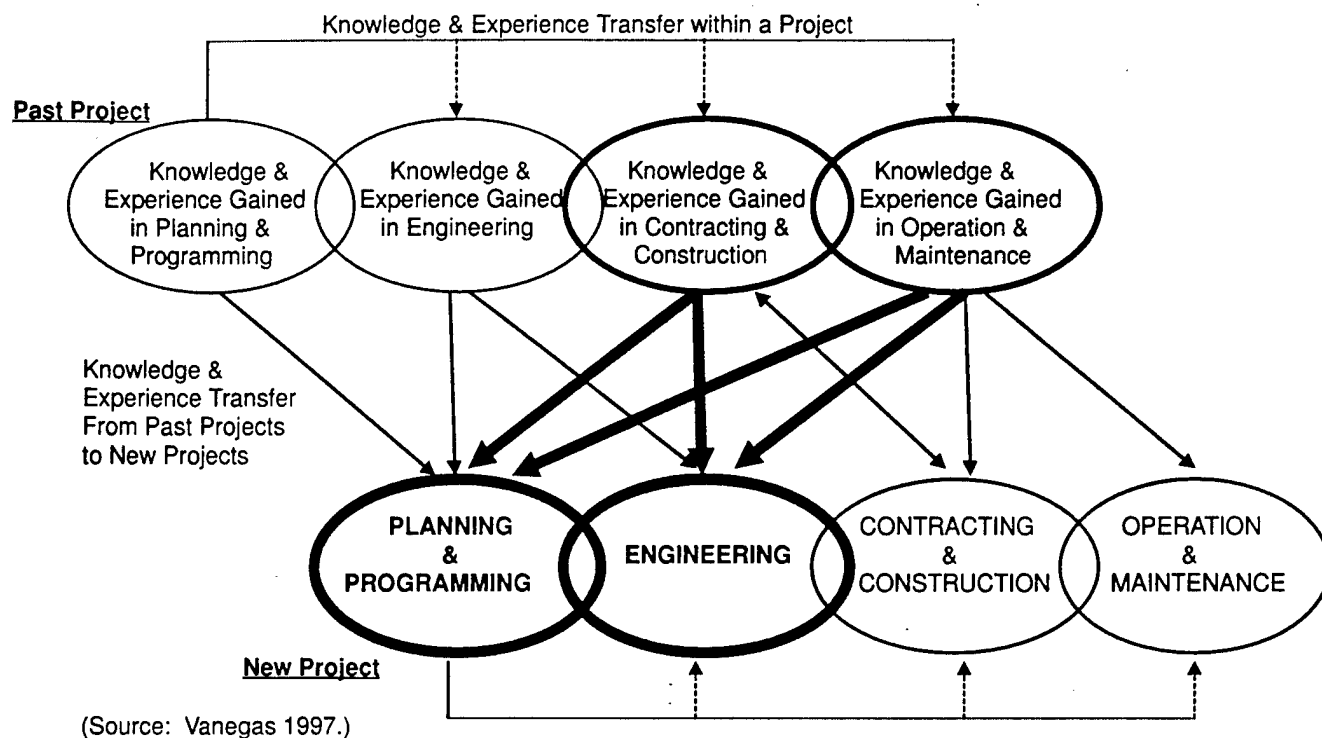 Knowledge & Experience Transfer within a Project
Past Project
Knowledge &
Experience Gained
in Planning &
Programming
Knowledge &
Experience Gained
in Engineering
Knowledge &
Experience Gained
in Contracting &
Construction
Knowledge &
Experience Gained
in Operation &
Maintenance
Knowledge &
Experience Transfer
From Past Projects
to New Projects
PLANNING
&
PROGRAMMING
ENGINEERING
CONTRACTING
&
CONSTRUCTION
OPERATION
&
MAINTENANCE
New Project
(Source: Vanegas 1997.)